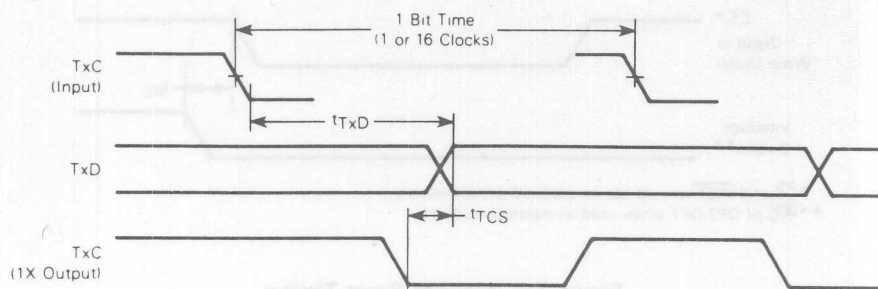 1 Bit Time
(1 or 16 Clocks)
TxC
(Input)
tTxD
TxD
tTCS
TxC
(1X Output)